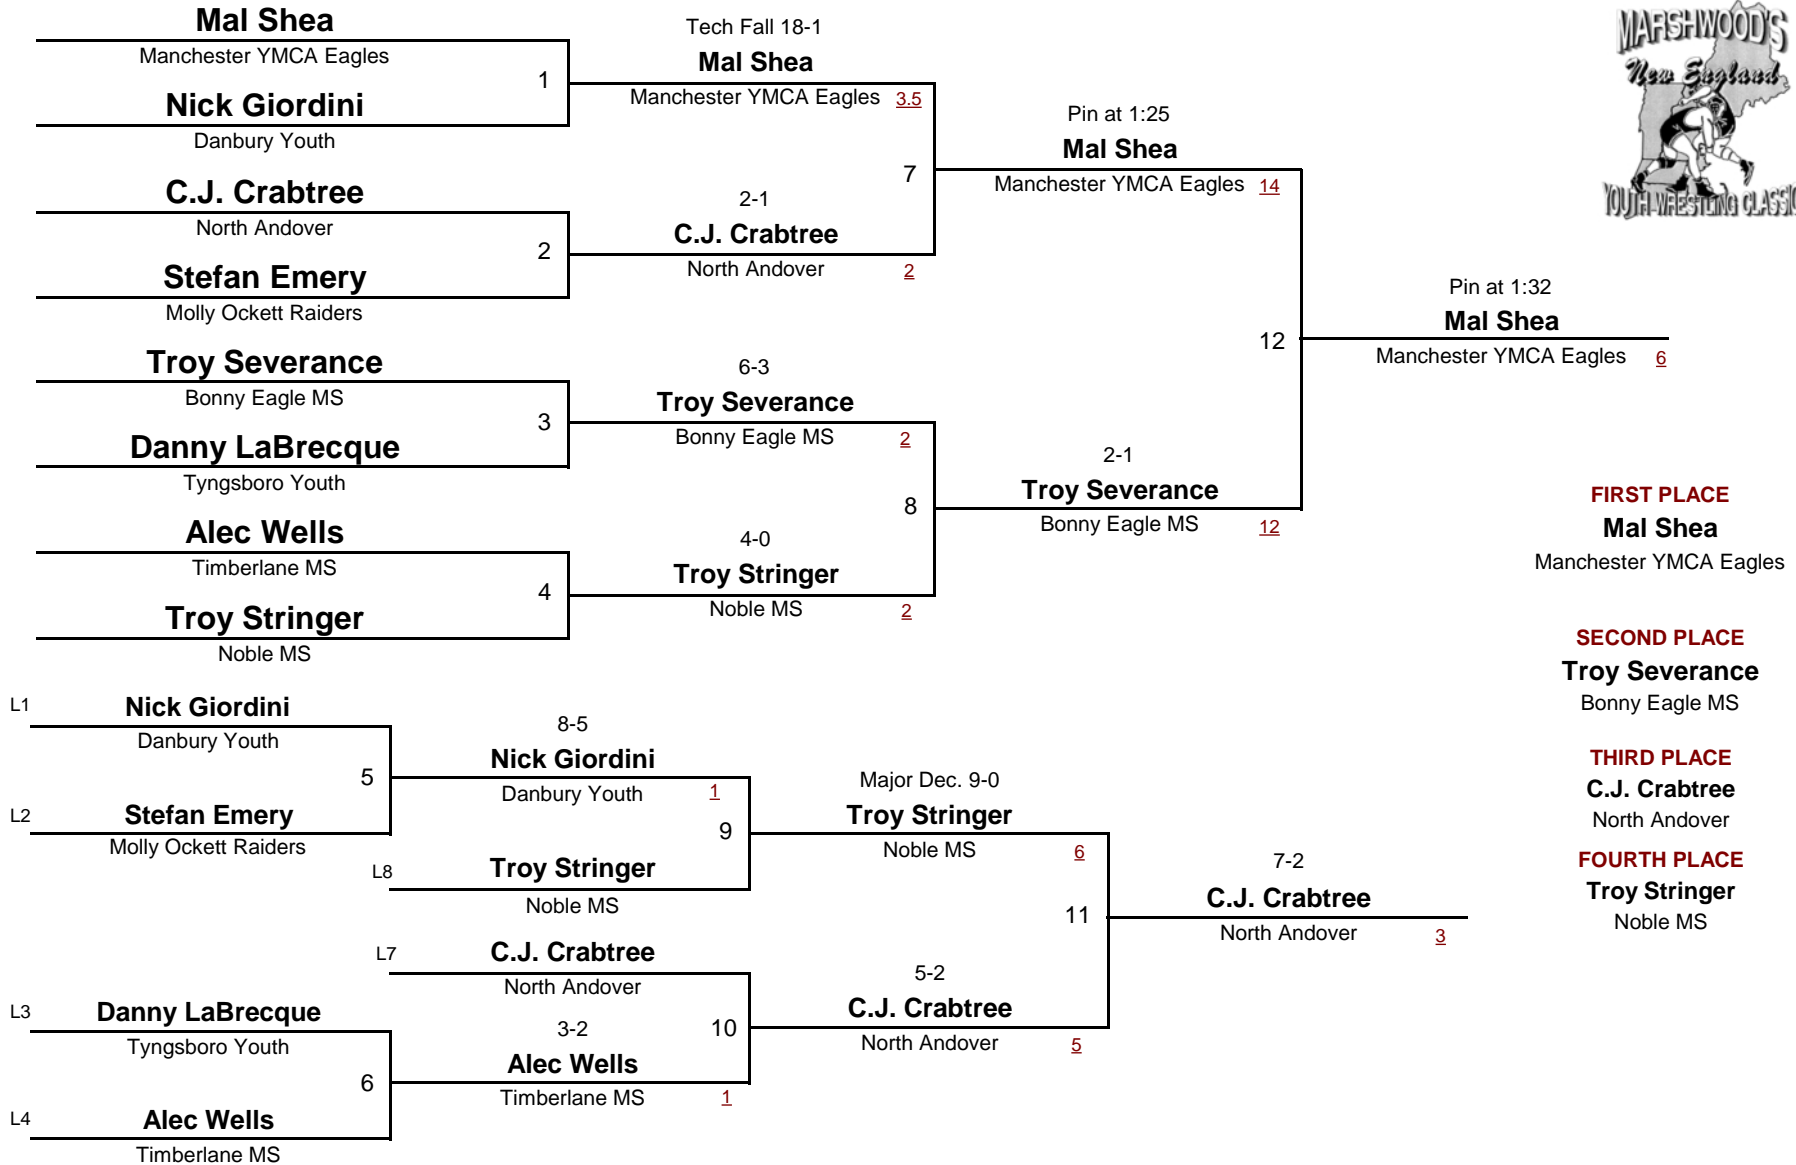 Mal Shea
Manchester YMCA Eagles
1
Nick Giordini
Danbury Youth
C.J. Crabtree
North Andover
2
Stefan Emery
Molly Ockett Raiders
Troy Severance
Bonny Eagle MS
3
Danny LaBrecque
Tyngsboro Youth
Alec Wells
Timberlane MS
4
Troy Stringer
Noble MS
Tech Fall 18-1
Mal Shea
Manchester YMCA Eagles 3.5
7
2-1
C.J. Crabtree
North Andover 2
6-3
Troy Severance
Bonny Eagle MS 2
8
4-0
Troy Stringer
Noble MS 2
Pin at 1:25
Mal Shea
Manchester YMCA Eagles 14
12
2-1
Troy Severance
Bonny Eagle MS 12
Pin at 1:32
Mal Shea
Manchester YMCA Eagles 6
MARSHWOOD'S
New England
YOUTH WRESTLING CLASSIC
FIRST PLACE
Mal Shea
Manchester YMCA Eagles
SECOND PLACE
Troy Severance
Bonny Eagle MS
THIRD PLACE
C.J. Crabtree
North Andover
FOURTH PLACE
Troy Stringer
Noble MS
L1 Nick Giordini
Danbury Youth
5
L2 Stefan Emery
Molly Ockett Raiders
8-5
Nick Giordini
Danbury Youth 1
9
L8 Troy Stringer
Noble MS
L7 C.J. Crabtree
North Andover
10
L3 Danny LaBrecque
Tyngsboro Youth
6
L4 Alec Wells
Timberlane MS
3-2
Alec Wells
Timberlane MS 1
Major Dec. 9-0
Troy Stringer
Noble MS 6
11
5-2
C.J. Crabtree
North Andover 5
7-2
C.J. Crabtree
North Andover 3